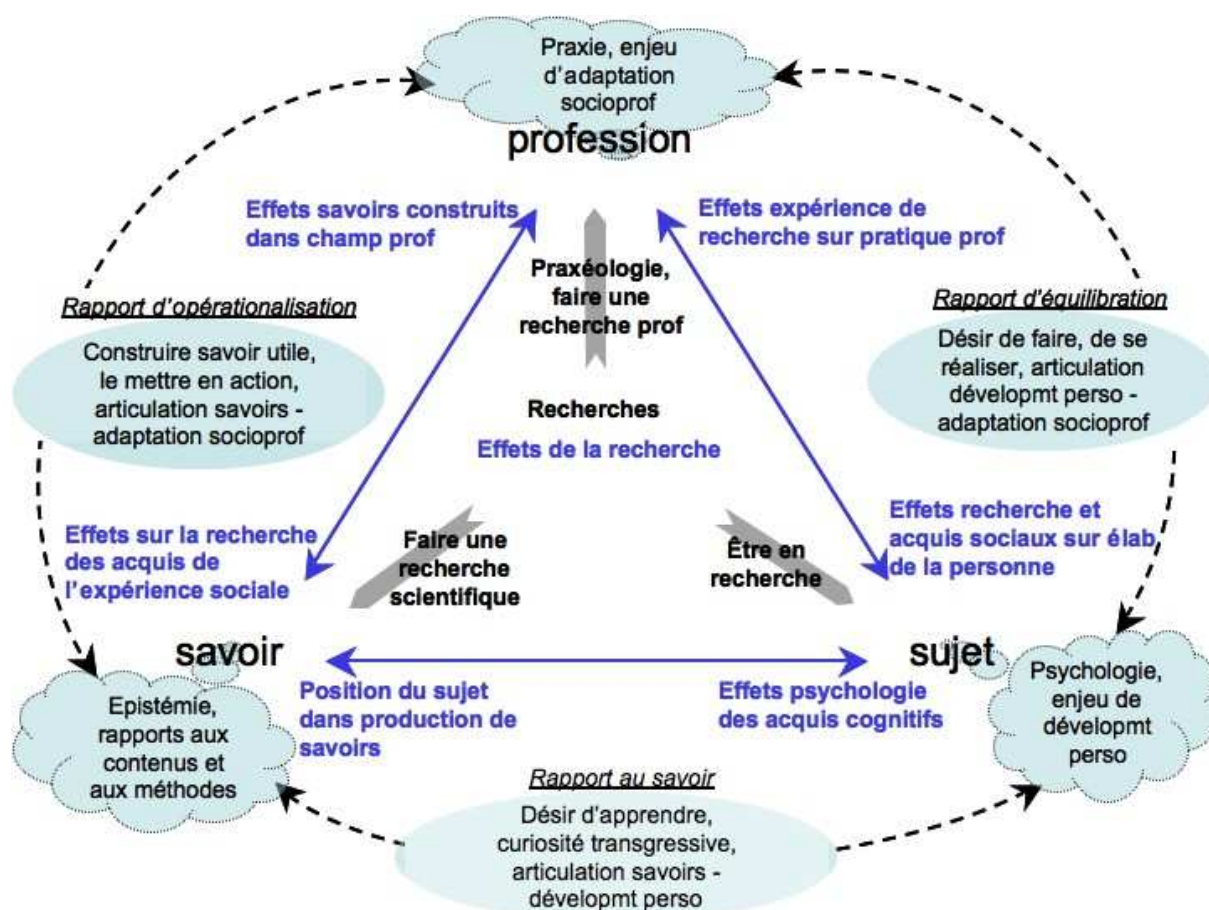 Praxie, enjeu
d'adaptation
socioprof
profession
Effets savoirs construits
dans champ prof
Effets expérience de
recherche sur pratique prof
Praxéologie,
faire une
recherche prof
Rapport d'opérationalisation
Construire savoir utile,
le mettre en action,
articulation savoirs -
adaptation socioprof
Rapport d'équilibration
Désir de faire, de se
réaliser, articulation
dévelopmt perso -
adaptation socioprof
Recherches
Effets de la recherche
Effets sur la recherche
des acquis de
l'expérience sociale
Faire une
recherche
scientifique
Être en
recherche
Effets recherche et
acquis sociaux sur élab
de la personne
savoir
sujet
Epistémie,
rapports aux
contenus et
aux méthodes
Position du sujet
dans production de
savoirs
Effets psychologie
des acquis cognitifs
Psychologie,
enjeu de
dévelopmt
perso
Rapport au savoir
Désir d'apprendre,
curiosité transgressive,
articulation savoirs -
dévelopmt perso